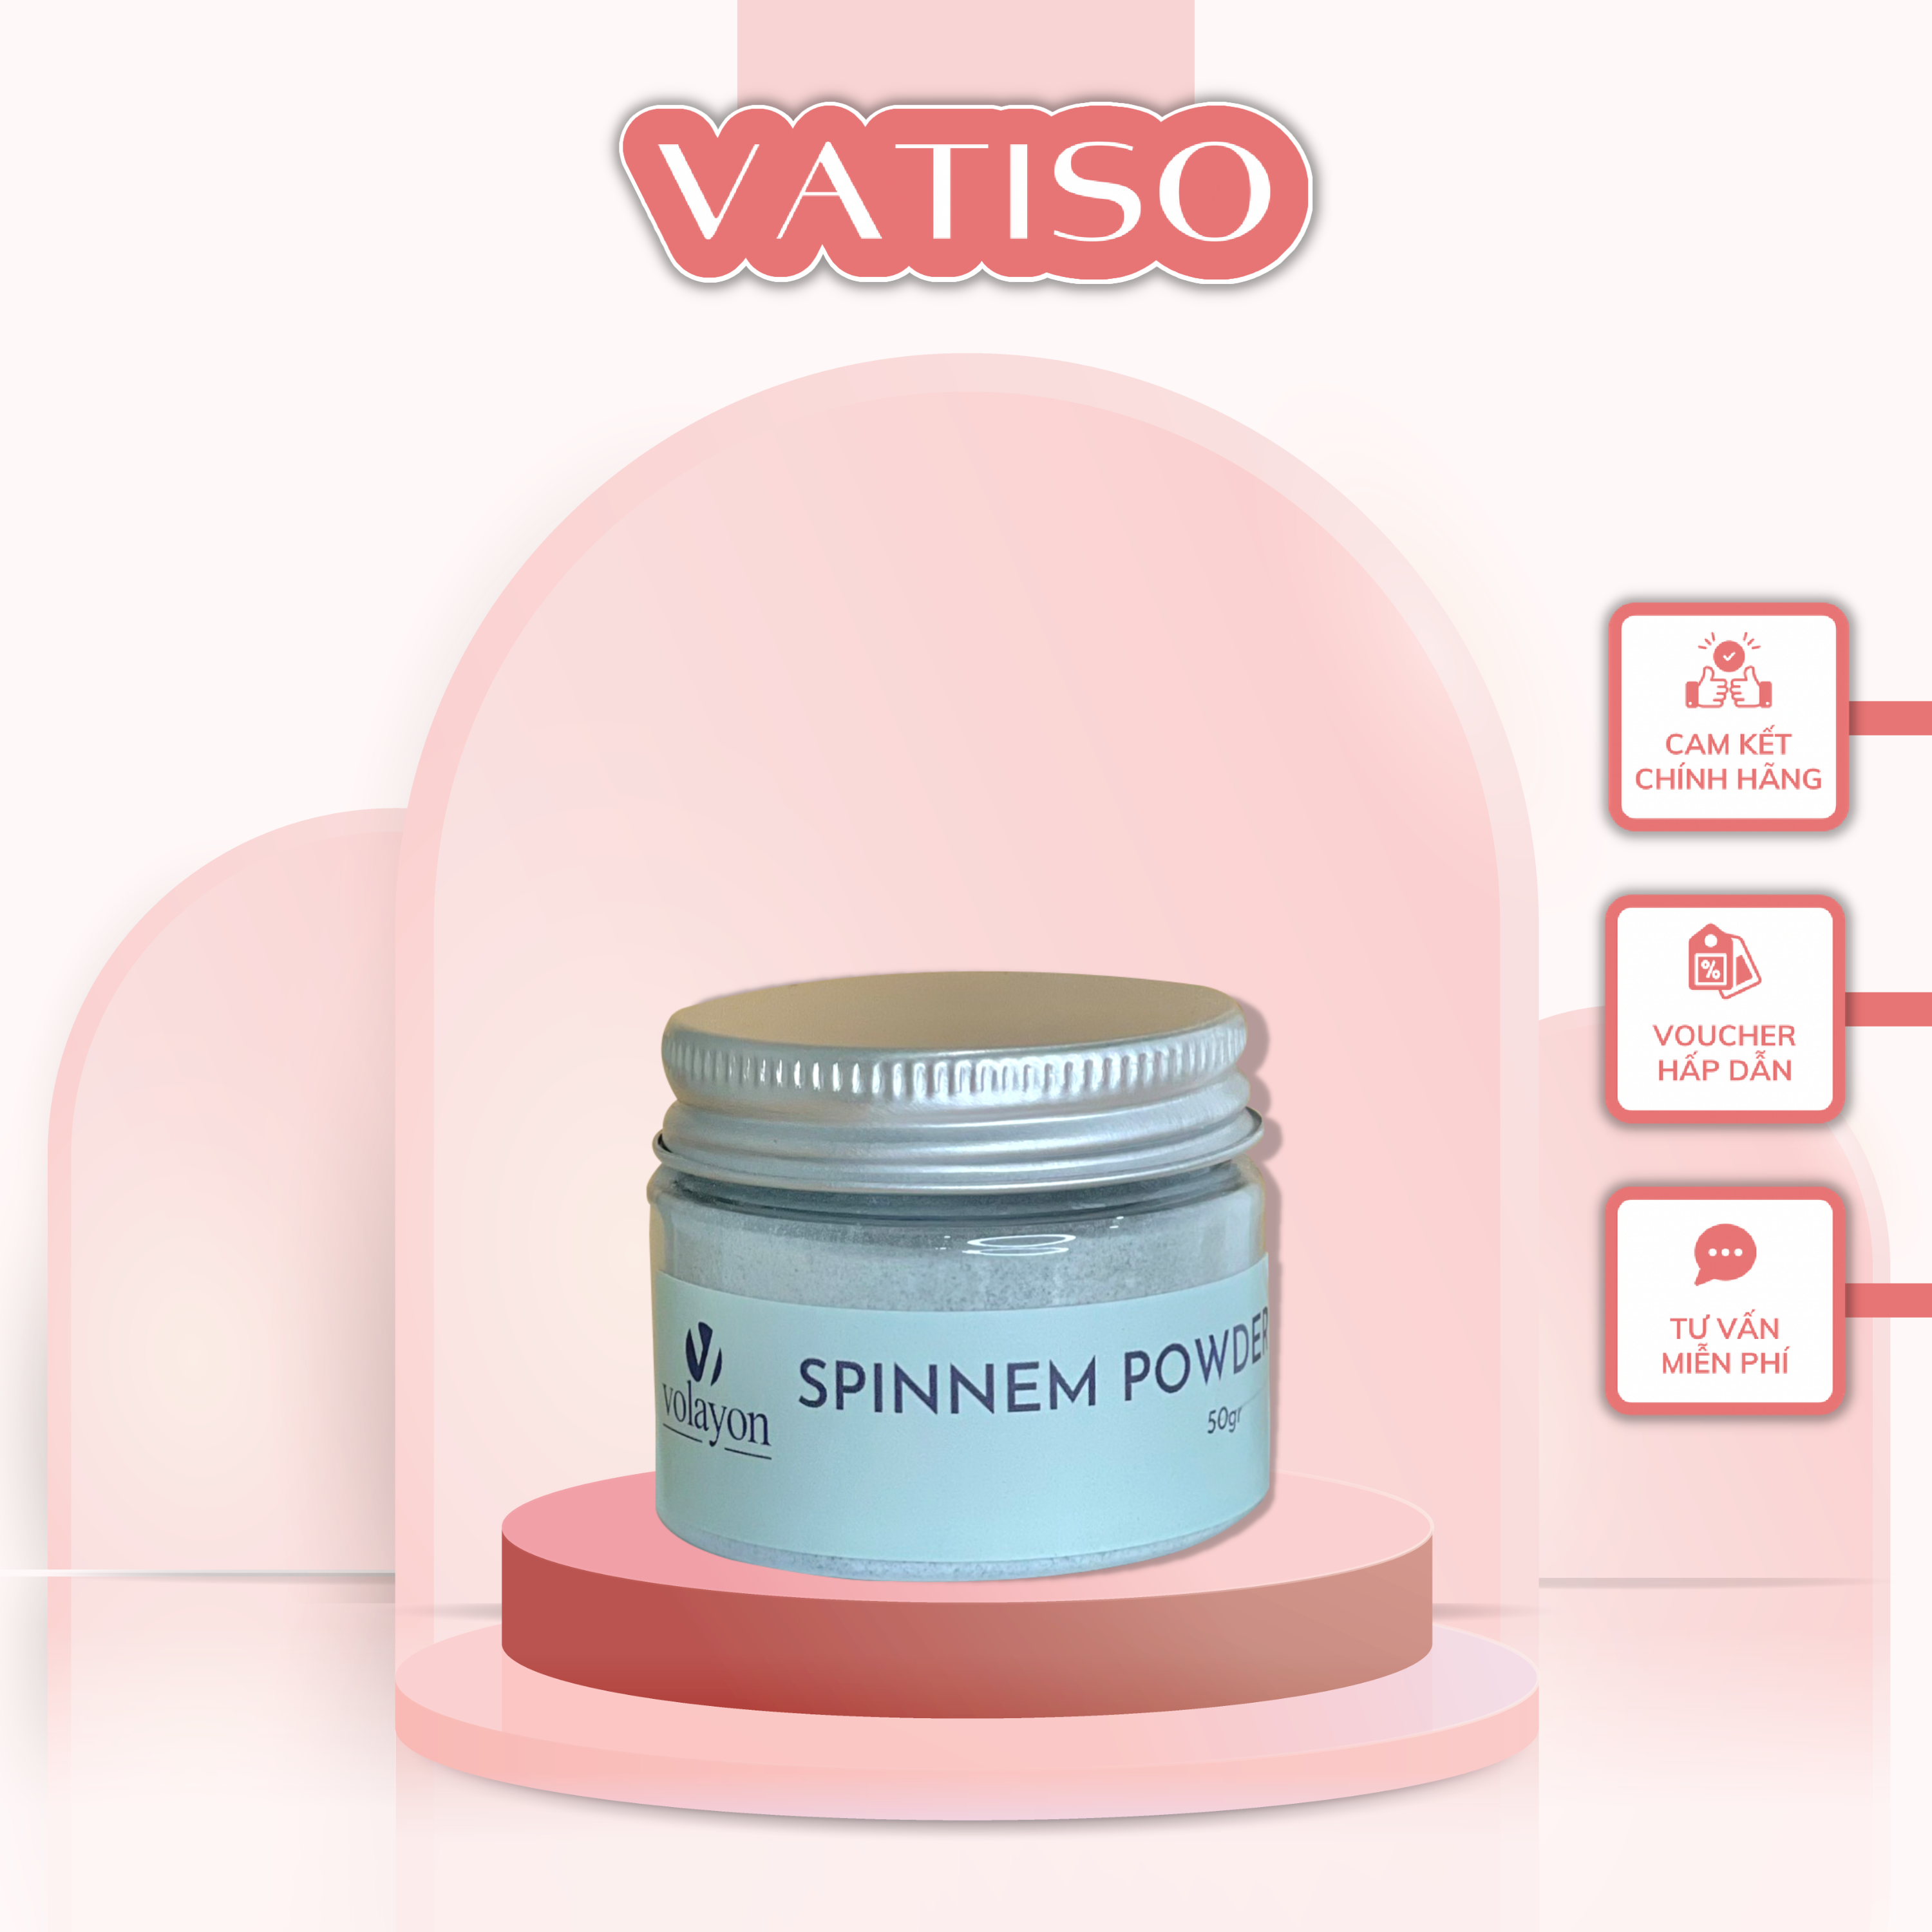 VATISO
CAM KẾT
CHÍNH HÃNG
VOUCHER
HẤP DẪN
TƯ VẤN
MIỄN PHÍ
volayon
SPINNEM POWDER
50gr